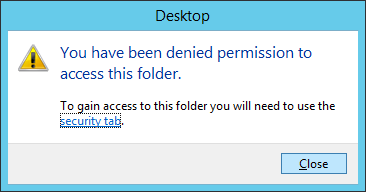 Desktop
You have been denied permission to
access this folder.
To gain access to this folder you will need to use the
security tab.
Close